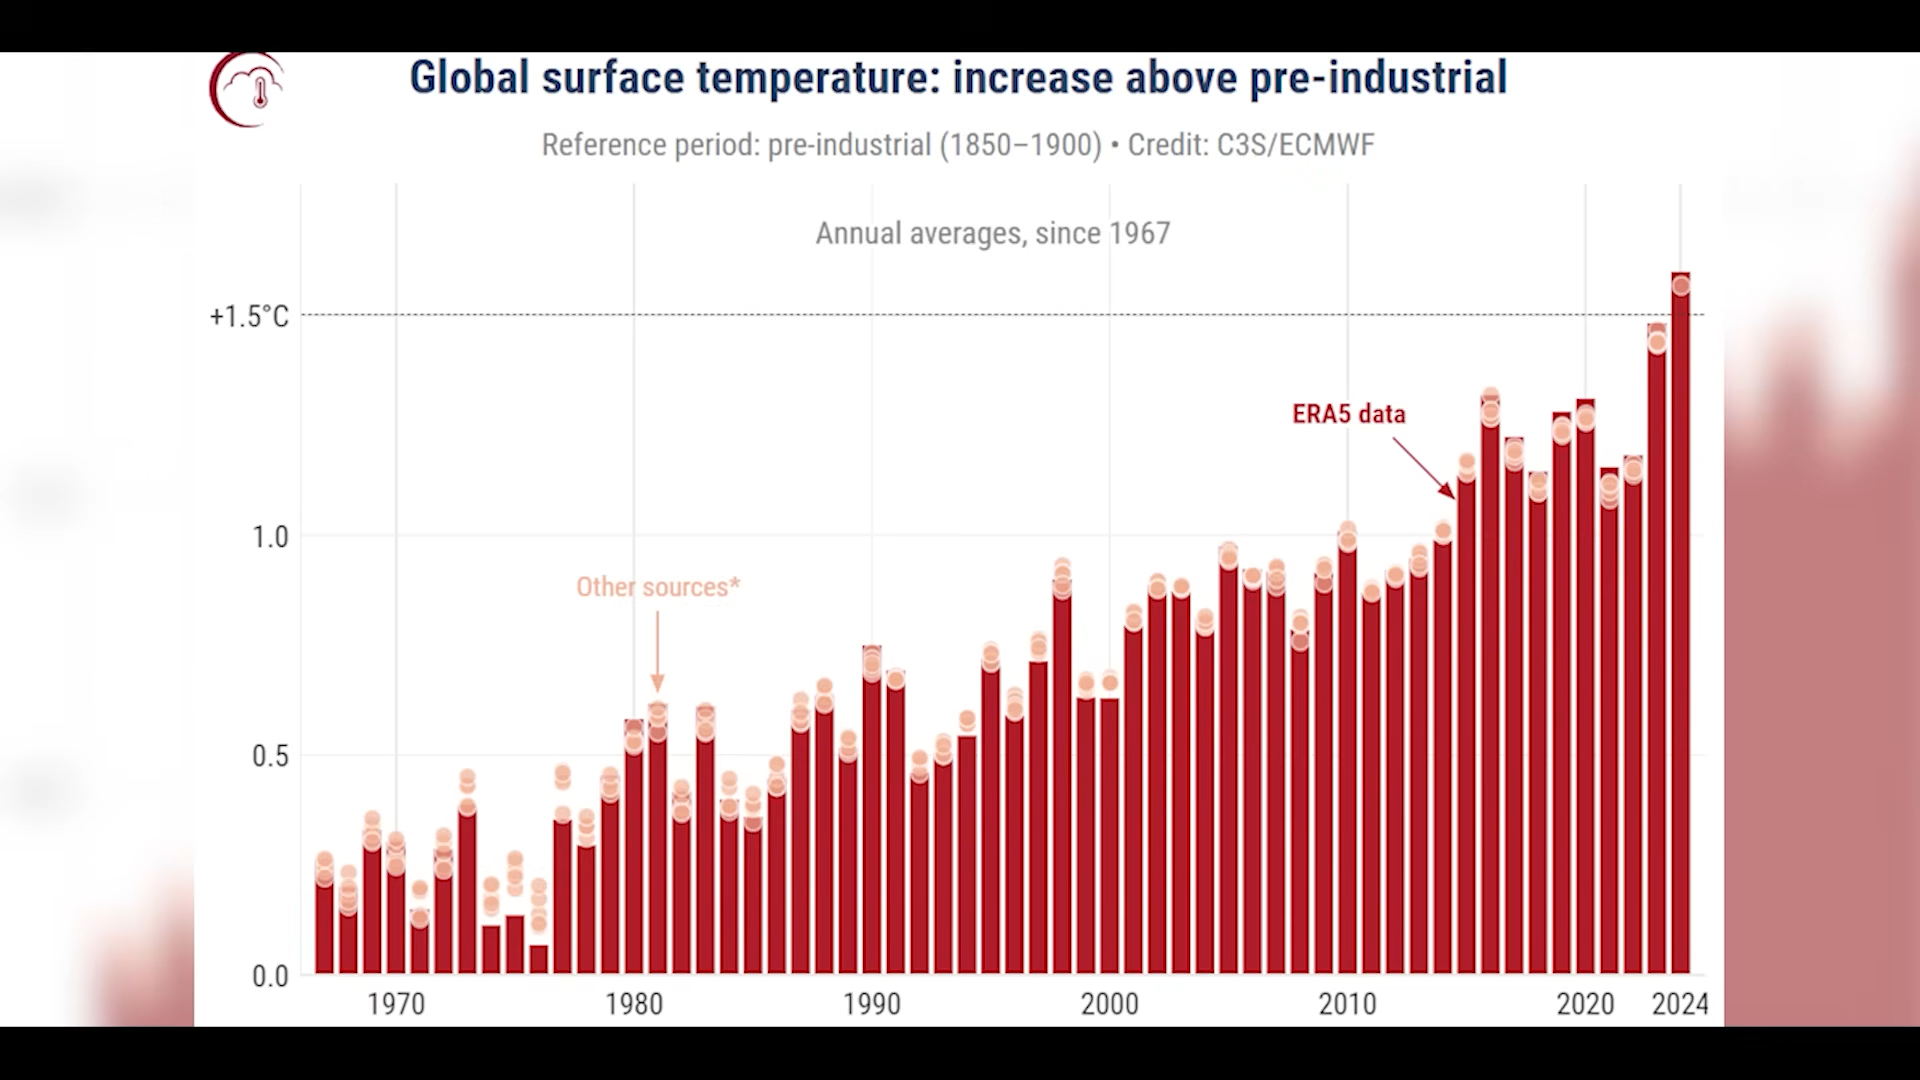 Global surface temperature: increase above pre-industrial
Reference period: pre-industrial (1850–1900) • Credit: C3S/ECMWF
Annual averages, since 1967
+1.5°C
ERA5 data
1.0
Other sources*
0.5
0.0
1970 1980 1990 2000 2010 2020 2024